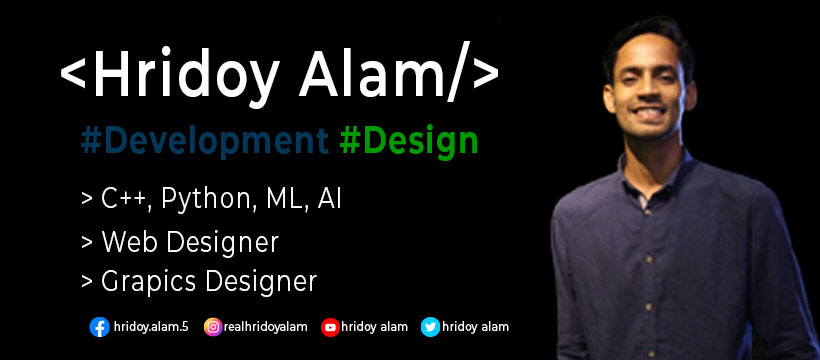 <Hridoy Alam/>
#Development #Design
> C++, Python, ML, AI
> Web Designer
> Grapics Designer
hridoy.alam.5 realhridoyalam hridoy alam hridoy alam